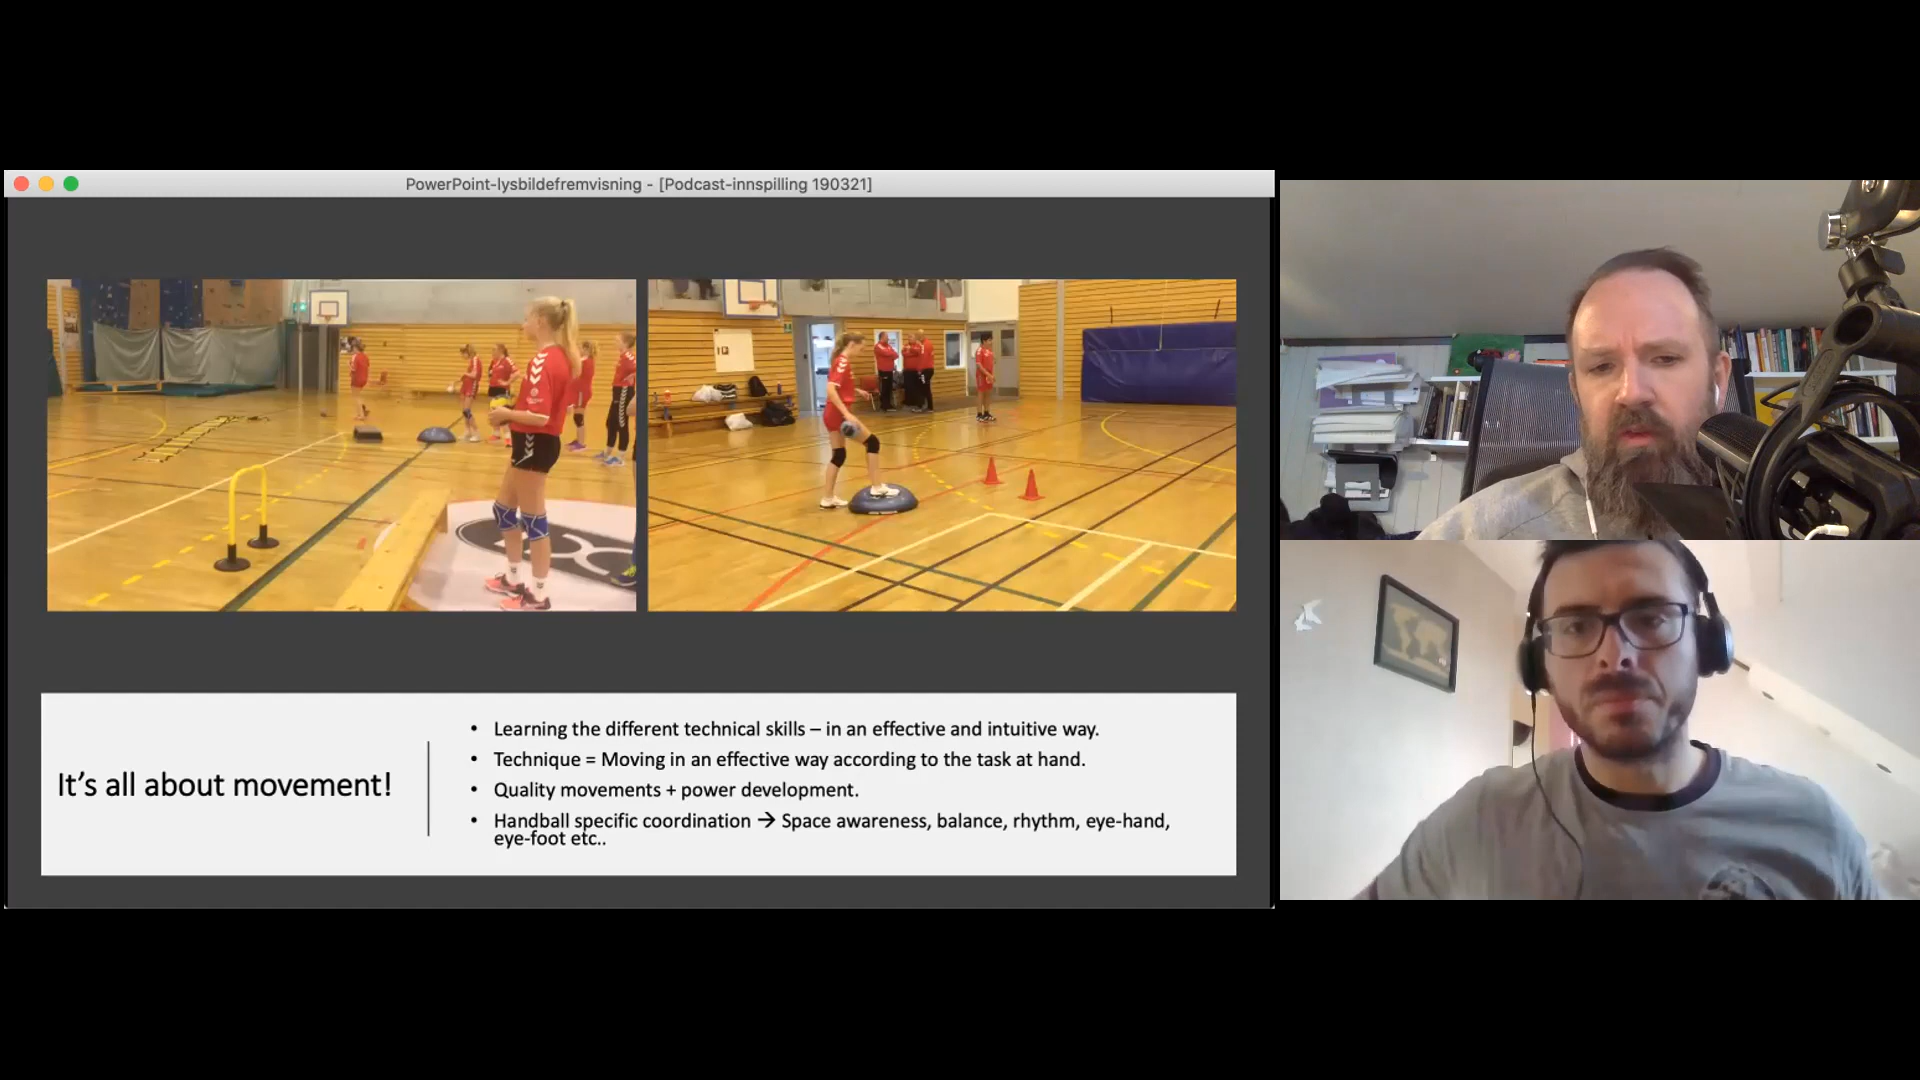 PowerPoint-lysbildefremvisning - [Podcast-innspilling 190321]
It's all about movement!
• Learning the different technical skills – in an effective and intuitive way.
• Technique = Moving in an effective way according to the task at hand.
• Quality movements + power development.
• Handball specific coordination → Space awareness, balance, rhythm, eye-hand,
eye-foot etc..